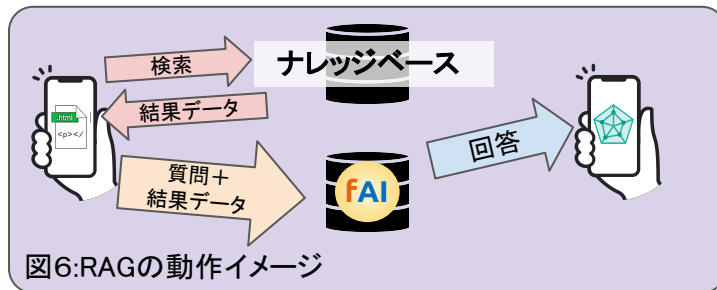 検索
ナレッジベース
結果データ
.html
<p></
質問＋
結果データ
fAI
回答
図6:RAGの動作イメージ